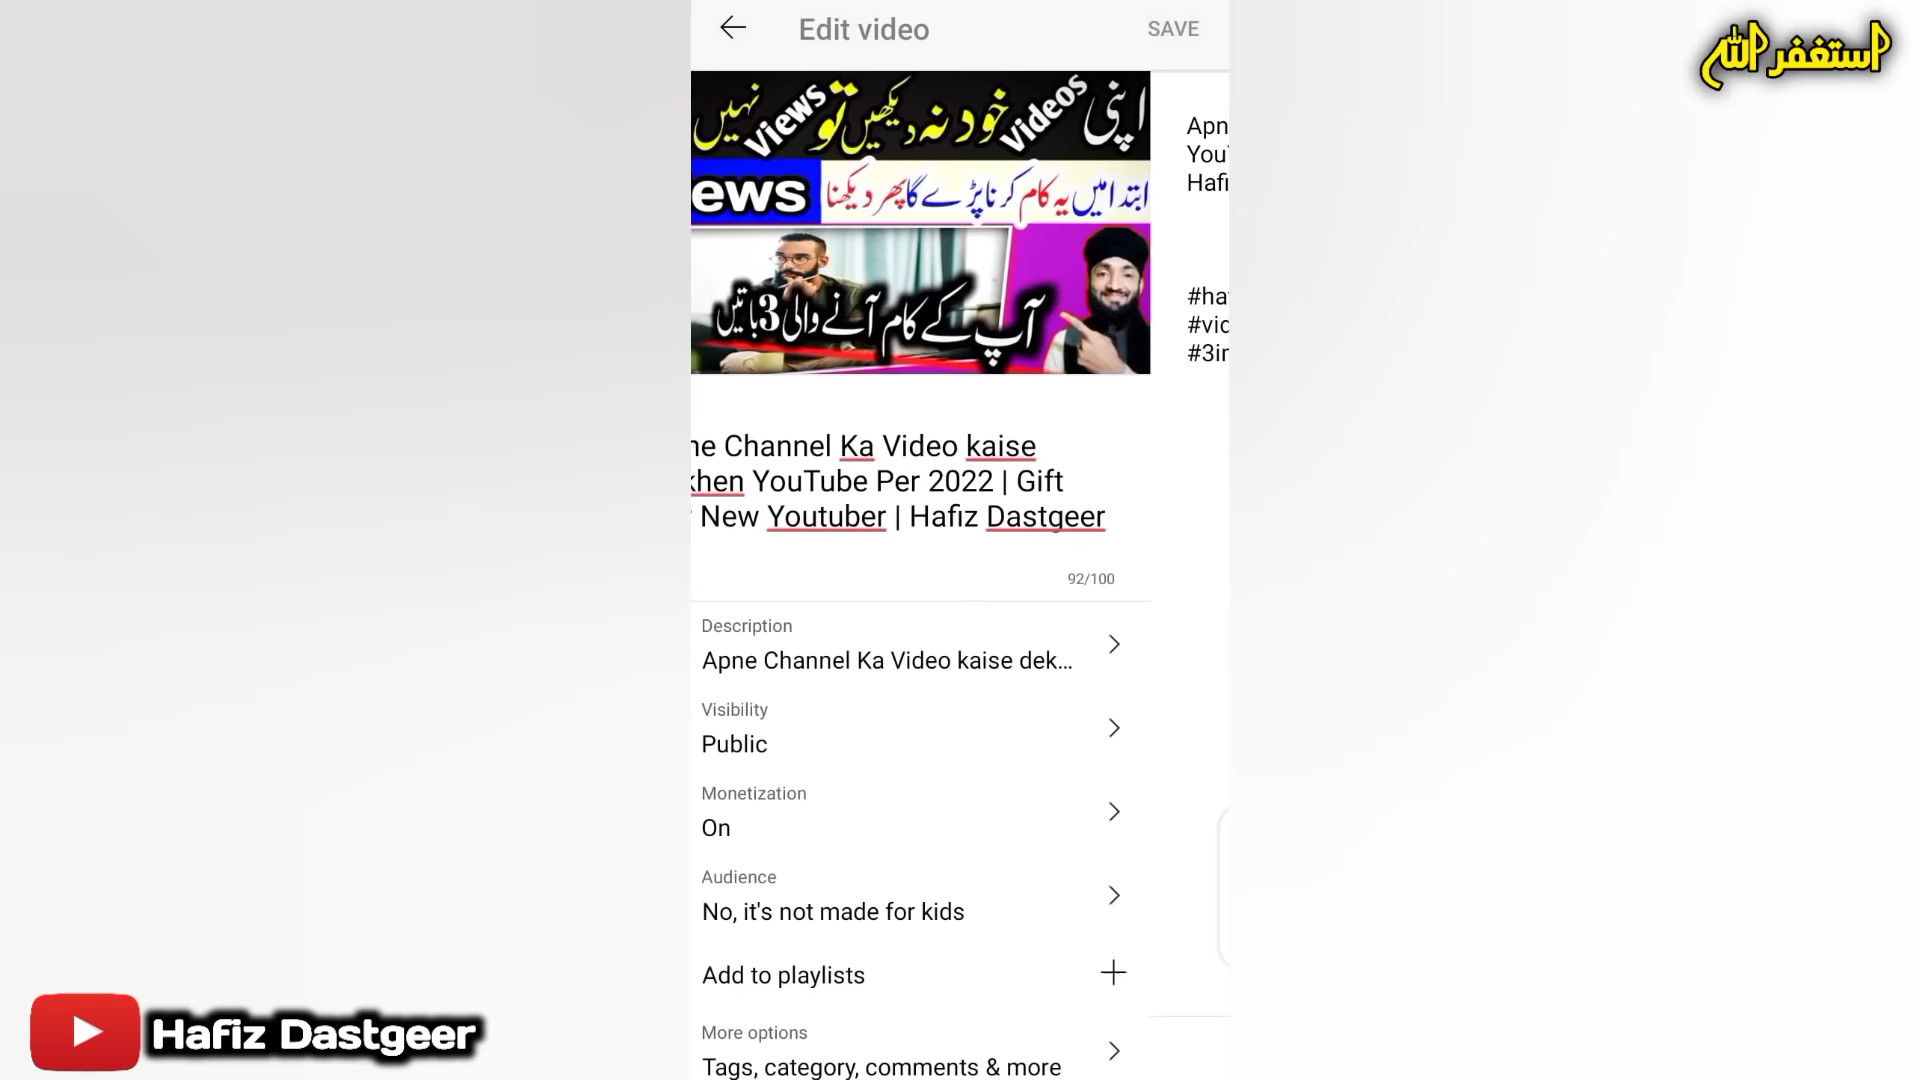 Edit video
SAVE
استغفر اللہ
اپنی Videos خود نہ دیکھیں تو Views نہیں
ews ابتدا میں یہ کام کرنا پڑے گا پھر دیکھنا
آپ کے کام آنے والی 3 باتیں
Apn
You
Hafi
#ha
#vid
#3in
ne Channel Ka Video kaise
khen YouTube Per 2022 | Gift
New Youtuber | Hafiz Dastgeer
92/100
Description
Apne Channel Ka Video kaise dek...
Visibility
Public
Monetization
On
Audience
No, it's not made for kids
Add to playlists
More options
Tags, category, comments & more
Hafiz Dastgeer